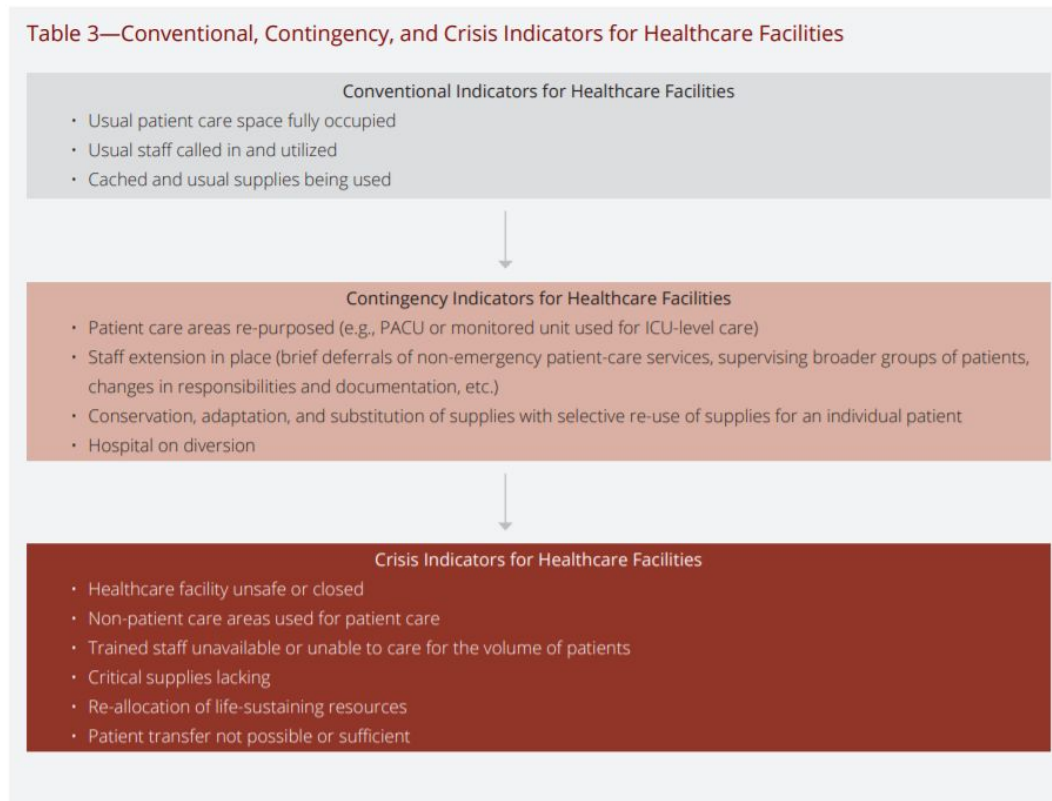 Table 3—Conventional, Contingency, and Crisis Indicators for Healthcare Facilities
Conventional Indicators for Healthcare Facilities
• Usual patient care space fully occupied
• Usual staff called in and utilized
• Cached and usual supplies being used
Contingency Indicators for Healthcare Facilities
• Patient care areas re-purposed (e.g., PACU or monitored unit used for ICU-level care)
• Staff extension in place (brief deferrals of non-emergency patient-care services, supervising broader groups of patients,
changes in responsibilities and documentation, etc.)
• Conservation, adaptation, and substitution of supplies with selective re-use of supplies for an individual patient
• Hospital on diversion
Crisis Indicators for Healthcare Facilities
• Healthcare facility unsafe or closed
• Non-patient care areas used for patient care
• Trained staff unavailable or unable to care for the volume of patients
• Critical supplies lacking
• Re-allocation of life-sustaining resources
• Patient transfer not possible or sufficient